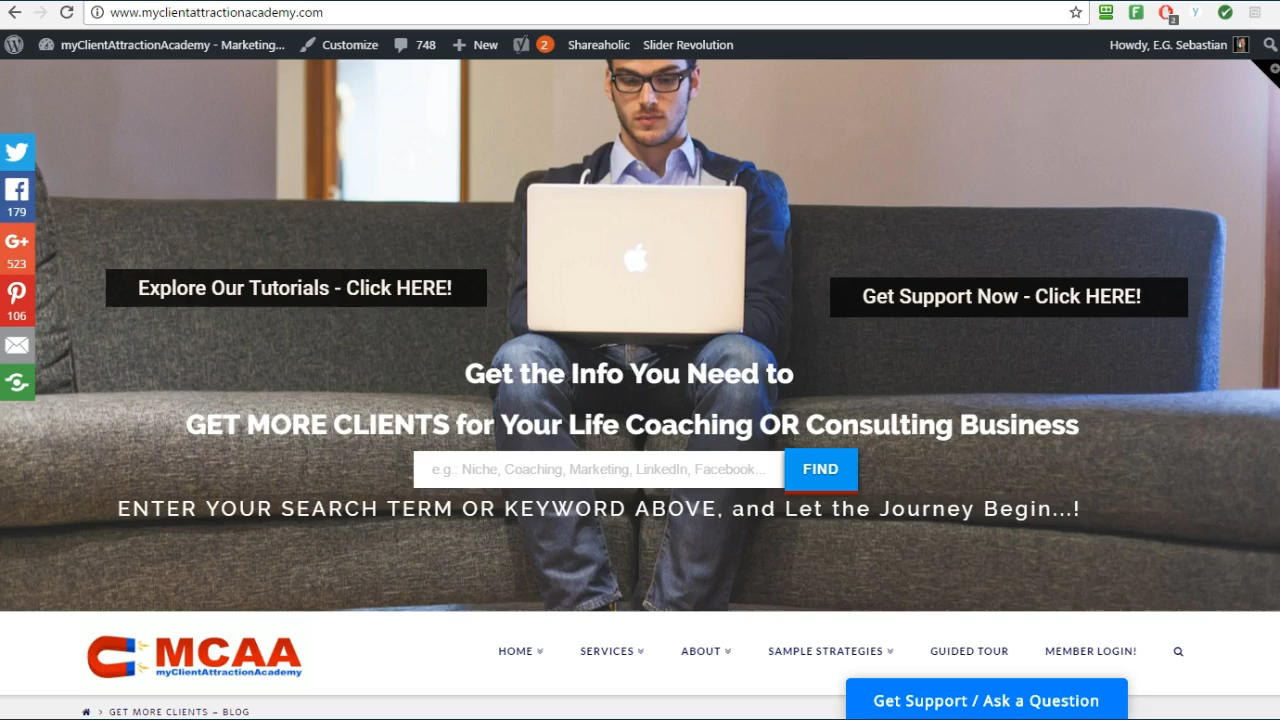 www.myclientattractionacademy.com
2
y
myClientAttractionAcademy - Marketing... Customize 748 New 2 Shareaholic Slider Revolution Howdy, E.G. Sebastian
179
G+
523
106
Explore Our Tutorials - Click HERE!
Get Support Now - Click HERE!
Get the Info You Need to
GET MORE CLIENTS for Your Life Coaching OR Consulting Business
e.g.: Niche, Coaching, Marketing, LinkedIn, Facebook... FIND
ENTER YOUR SEARCH TERM OR KEYWORD ABOVE, and Let the Journey Begin...!
MCAA
myClientAttractionAcademy
HOME SERVICES ABOUT SAMPLE STRATEGIES GUIDED TOUR MEMBER LOGIN!
Get Support / Ask a Question
> GET MORE CLIENTS – BLOG